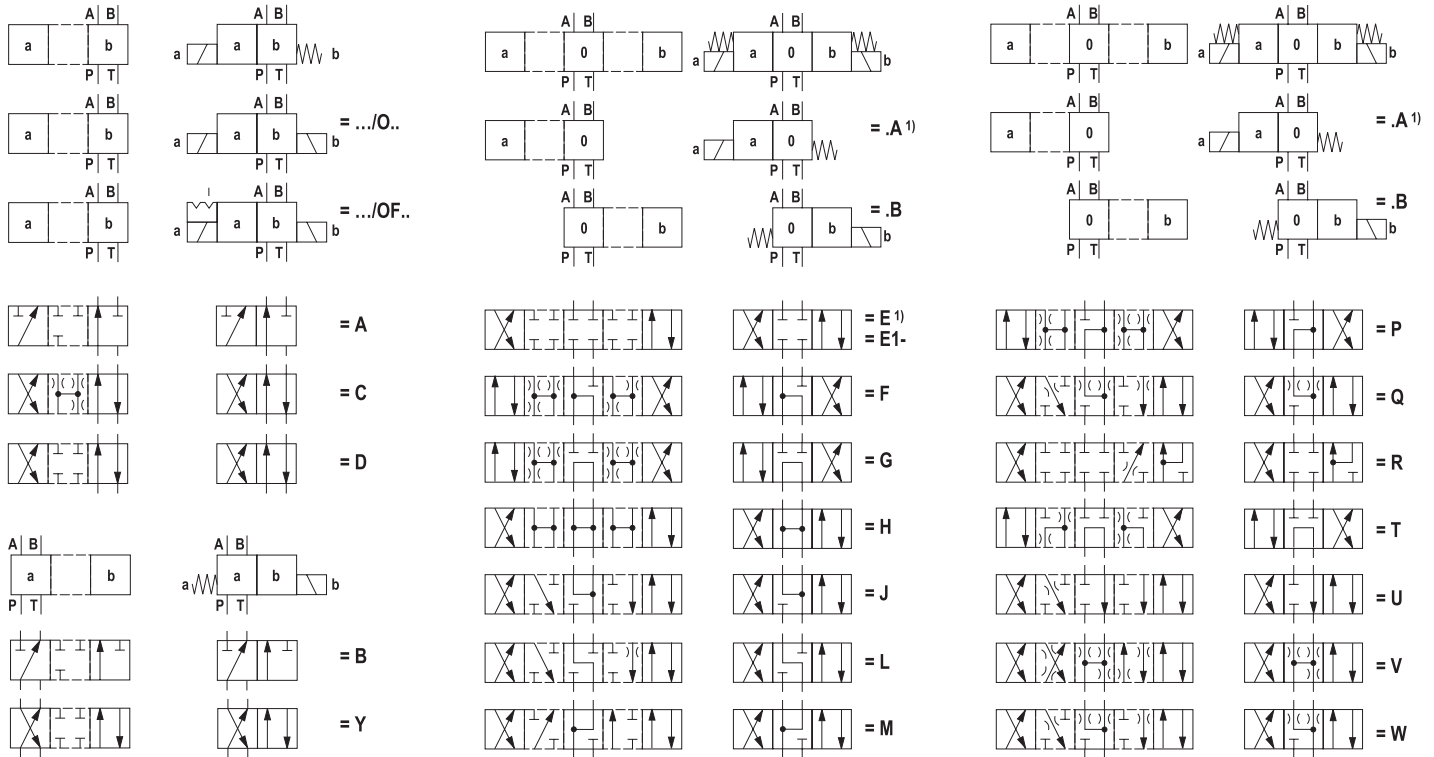 A B
a b
P T
A B
a a b b
P T
A B
a b
P T
A B
a a b b
P T
= .../O..
A B
a b
P T
I
A B
a a b b
P T
= .../OF..
= A
= C
= D
A B
a b
P T
A B
a a b b
P T
= B
= Y
A B
a 0 b
P T
A B
a a 0 b b
P T
A B
a 0
P T
A B
a a 0
P T
= .A 1)
A B
0 b
P T
A B
0 b b
P T
= .B
= E 1)
= E1-
= F
= G
= H
= J
= L
= M
A B
a 0 b
P T
A B
a a 0 b b
P T
A B
a 0
P T
A B
a a 0
P T
= .A 1)
A B
0 b
P T
A B
0 b b
P T
= .B
= P
= Q
= R
= T
= U
= V
= W